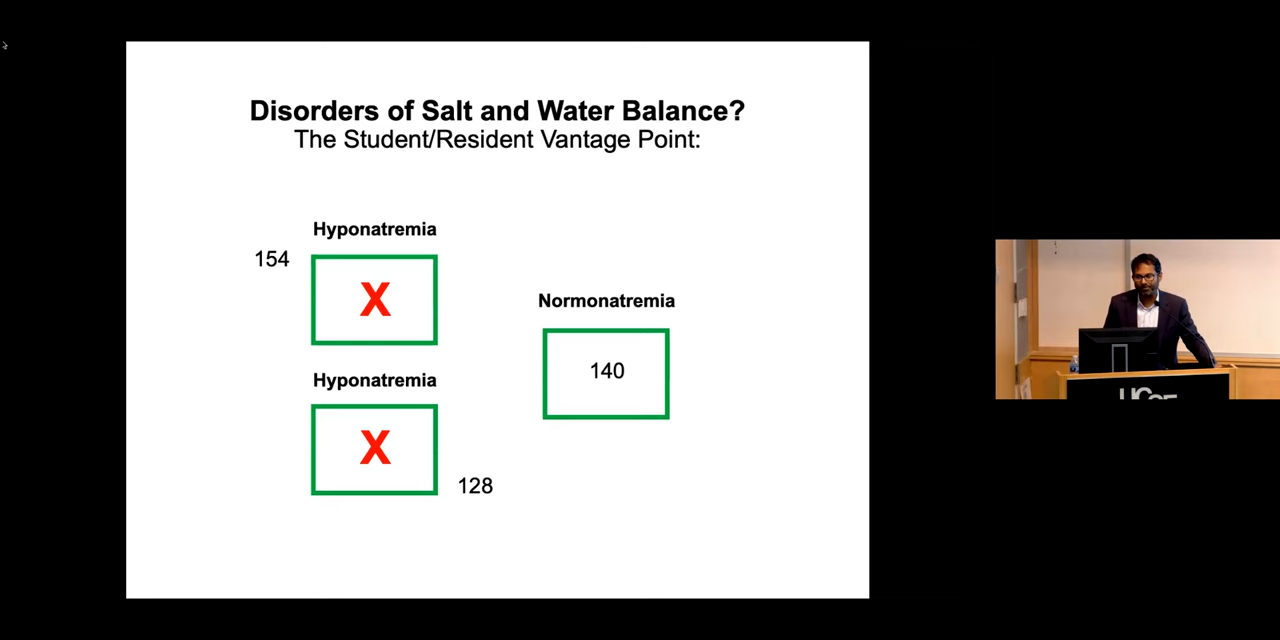 Disorders of Salt and Water Balance?
The Student/Resident Vantage Point:
Hyponatremia
154
X
Normonatremia
140
Hyponatremia
X
128